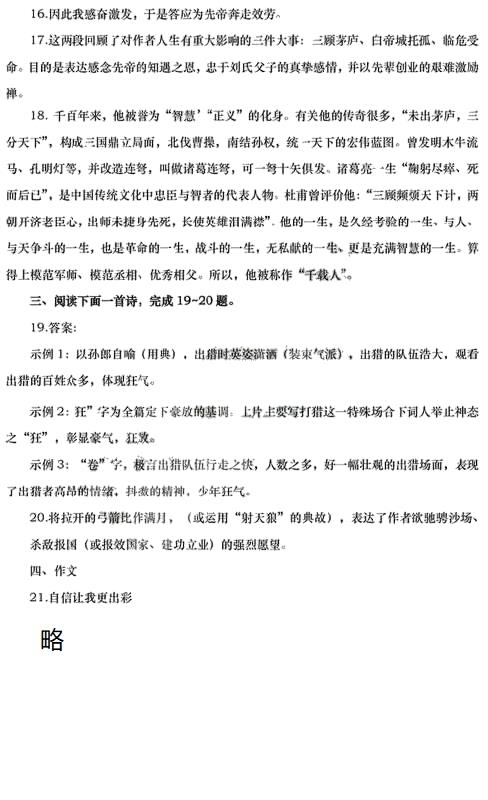 16.因此我感奋激发，于是答应为先帝奔走效劳。
17.这两段回顾了对作者人生有重大影响的三件大事：三顾茅庐、白帝城托孤、临危受
命。目的是表达感念先帝的知遇之恩，忠于刘氏父子的真挚感情，并以先辈创业的艰难激励
禅。
18. 千百年来，他被誉为“智慧’“正义”的化身。有关他的传奇很多，“未出茅庐，三
分天下”，构成三国鼎立局面，北伐曹操，南结孙权，统一天下的宏伟蓝图。曾发明木牛流
马、孔明灯等，并改造连弩，叫做诸葛连弩，可一弩十矢俱发。诸葛亮一生“鞠躬尽瘁、死
而后已”，是中国传统文化中忠臣与智者的代表人物。杜甫曾评价他：“三顾频烦天下计，两
朝开济老臣心，出师未捷身先死，长使英雄泪满襟”。他的一生，是久经考验的一生、与人、
与天争斗的一生，也是革命的一生，战斗的一生，无私献的一生、更是充满智慧的一生。算
得上模范军师、模范丞相、优秀相父。所以，他被称作“千载人”。
三、阅读下面一首诗，完成19~20题。
19.答案：
示例1：以孙郎自喻（用典），出猎时英姿潇洒（装束气派），出猎的队伍浩大，观看
出猎的百姓众多，体现狂气。
示例2：狂”字为全篇定下豪放的基调。上片主要写打猎这一特殊场合下词人举止神态
之“狂”，彰显豪气，狂放。
示例3：“卷”字，极言出猎队伍行走之快，人数之多，好一幅壮观的出猎场面，表现
了出猎者高昂的情绪，抖擞的精神，少年狂气。
20.将拉开的弓箭比作满月，（或运用“射天狼”的典故），表达了作者欲驰骋沙场、
杀敌报国（或报效国家、建功立业）的强烈愿望。
四、作文
21.自信让我更出彩
略